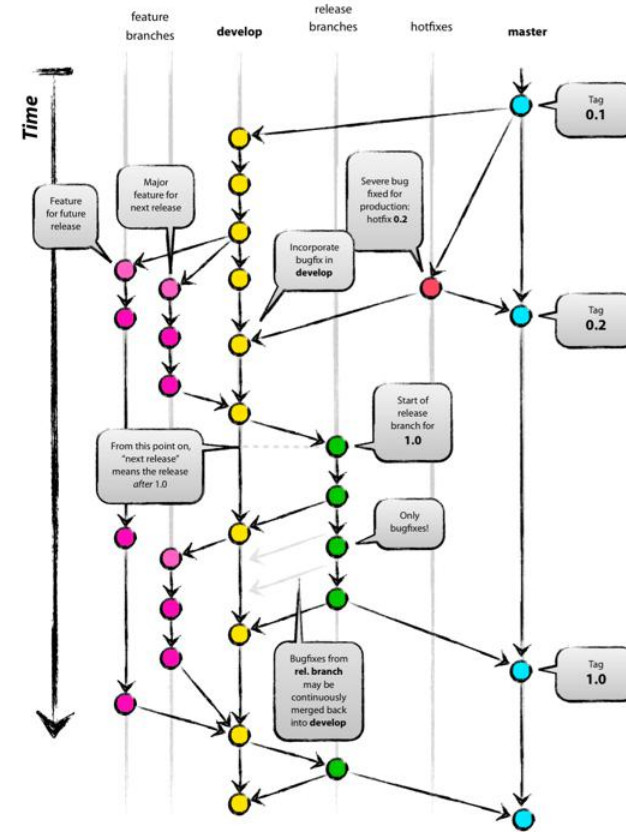 feature
branches
develop
release
branches
hotfixes
master
Time
Tag
0.1
Feature
for future
release
Major
feature for
next release
Severe bug
fixed for
production:
hotfix 0.2
Incorporate
bugfix in
develop
Tag
0.2
Start of
release
branch for
1.0
From this point on,
"next release"
means the release
after 1.0
Only
bugfixes!
Bugfixes from
rel. branch
may be
continuously
merged back
into develop
Tag
1.0